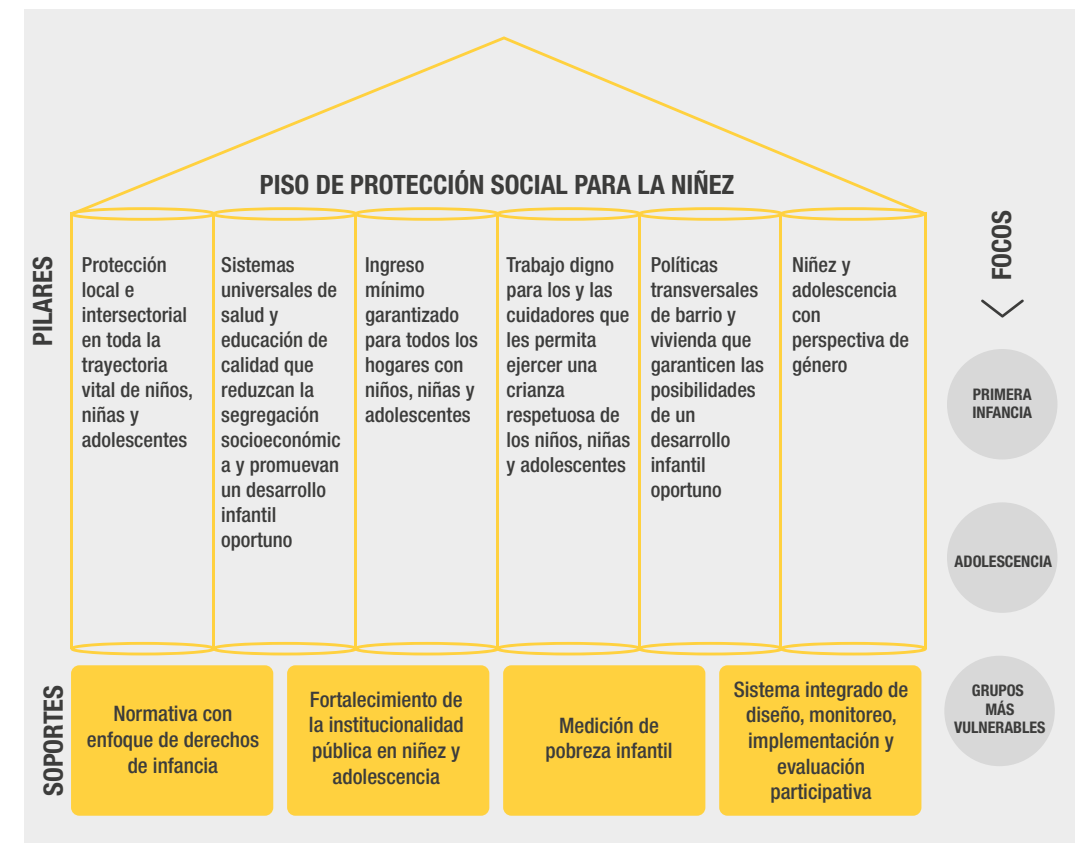 PISO DE PROTECCIÓN SOCIAL PARA LA NIÑEZ
PILARES
Protección
local e
intersectorial
en toda la
trayectoria
vital de niños,
niñas y
adolescentes
Sistemas
universales de
salud y
educación de
calidad que
reduzcan la
segregación
socioeconómic
a y promuevan
un desarrollo
infantil
oportuno
Ingreso
mínimo
garantizado
para todos los
hogares con
niños, niñas y
adolescentes
Trabajo digno
para los y las
cuidadores que
les permita
ejercer una
crianza
respetuosa de
los niños, niñas
y adolescentes
Políticas
transversales
de barrio y
vivienda que
garanticen las
posibilidades
de un
desarrollo
infantil
oportuno
Niñez y
adolescencia
con
perspectiva de
género
SOPORTES
Normativa con
enfoque de derechos
de infancia
Fortalecimiento de
la institucionalidad
pública en niñez y
adolescencia
Medición de
pobreza infantil
Sistema integrado de
diseño, monitoreo,
implementación y
evaluación
participativa
FOCOS
PRIMERA
INFANCIA
ADOLESCENCIA
GRUPOS
MÁS
VULNERABLES